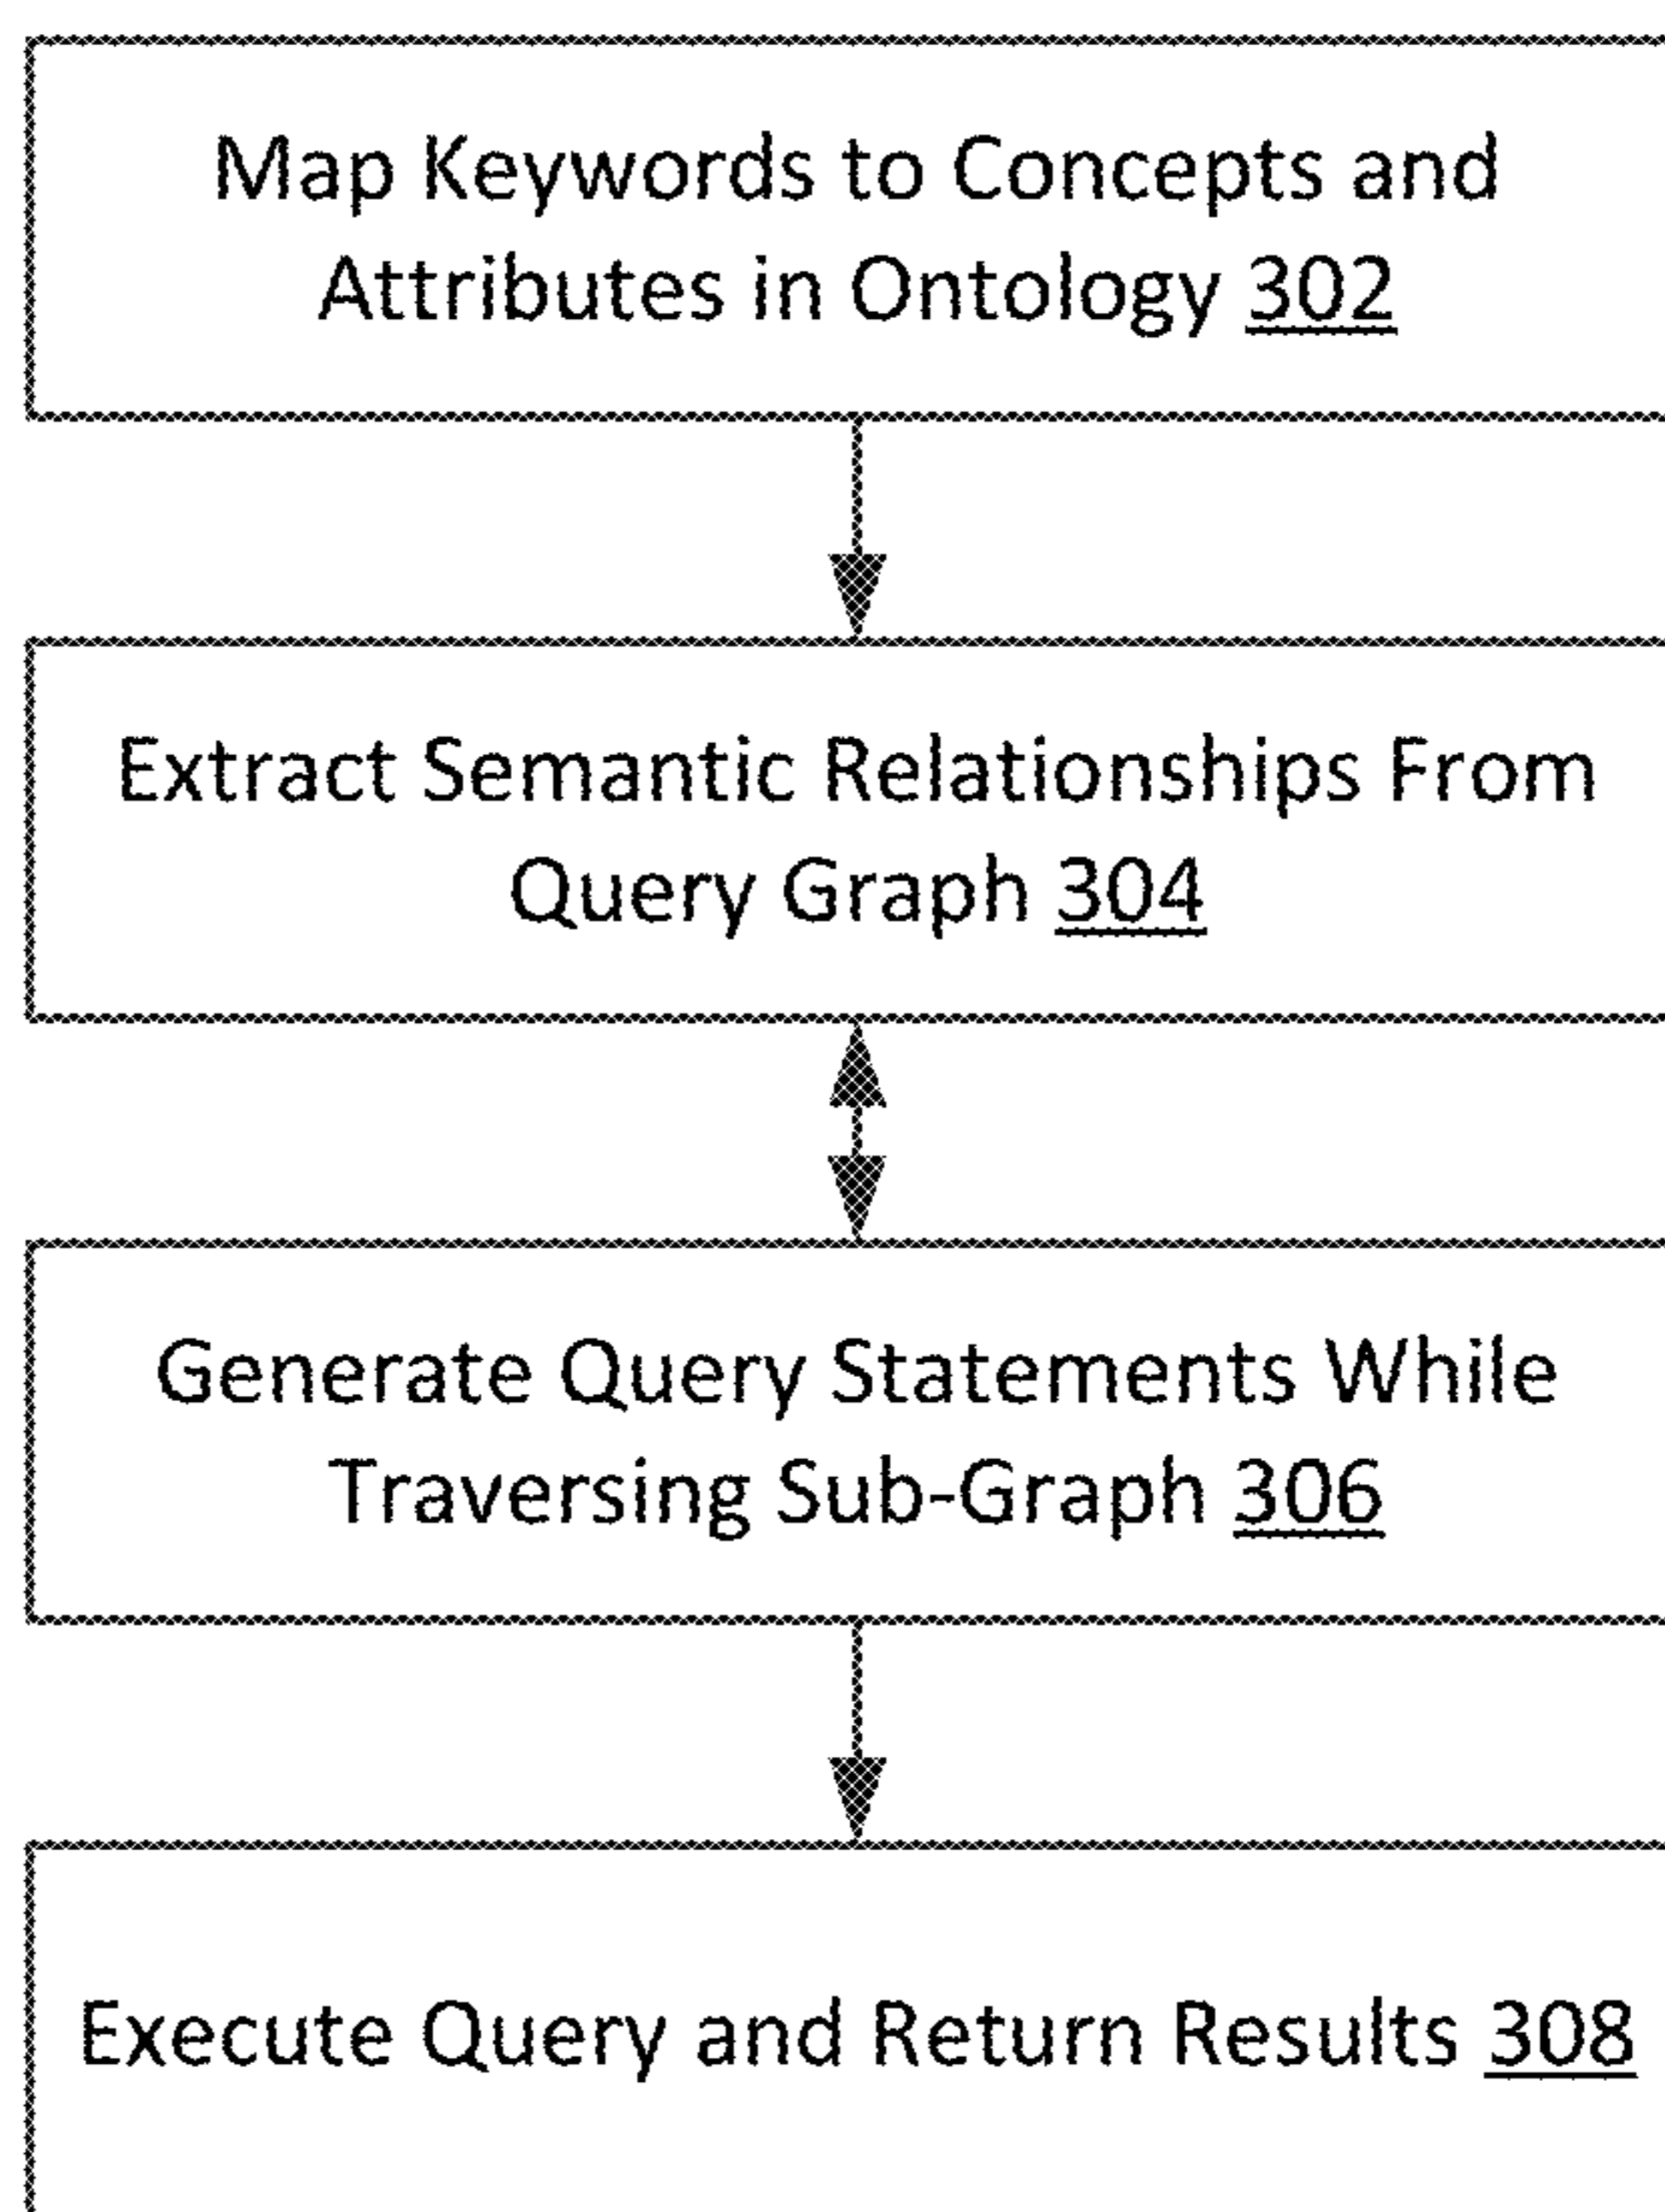 Map Keywords to Concepts and
Attributes in Ontology 302
Extract Semantic Relationships From
Query Graph 304
Generate Query Statements While
Traversing Sub-Graph 306
Execute Query and Return Results 308